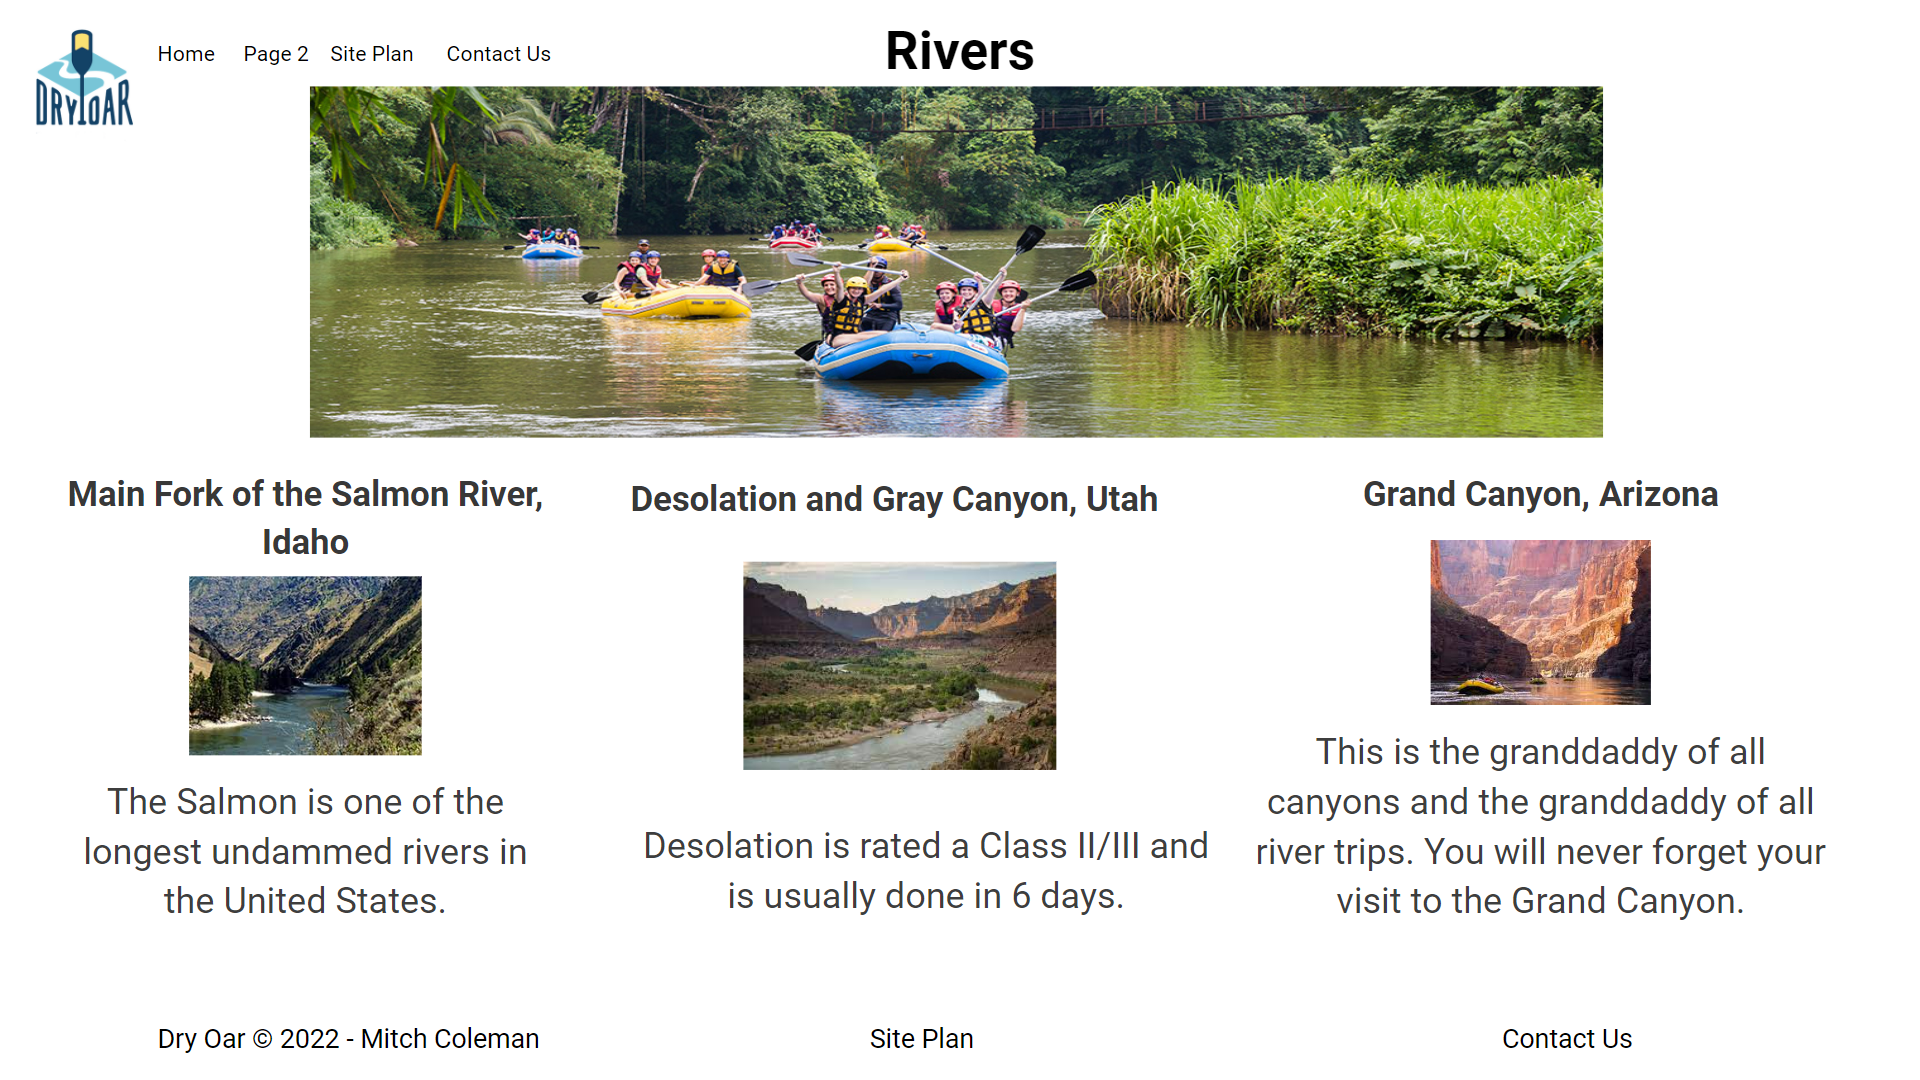 DRY OAR
Home Page 2 Site Plan Contact Us
Rivers
Main Fork of the Salmon River,
Idaho
The Salmon is one of the
longest undammed rivers in
the United States.
Desolation and Gray Canyon, Utah
Desolation is rated a Class II/III and
is usually done in 6 days.
Grand Canyon, Arizona
This is the granddaddy of all
canyons and the granddaddy of all
river trips. You will never forget your
visit to the Grand Canyon.
Dry Oar © 2022 - Mitch Coleman
Site Plan
Contact Us